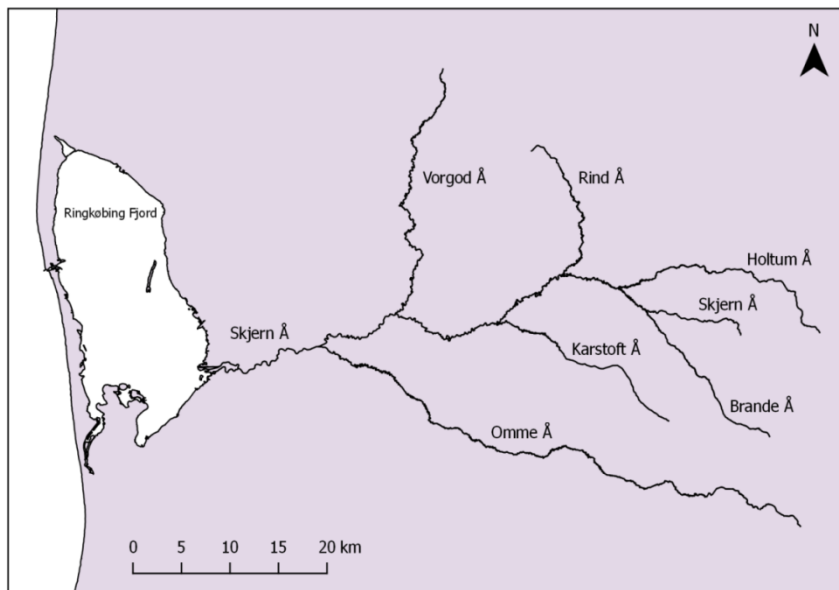 N
Vorgod Å
Rind Å
Ringkøbing Fjord
Holtum Å
Skjern Å
Skjern Å
Karstoft Å
Brande Å
Omme Å
0 5 10 15 20 km